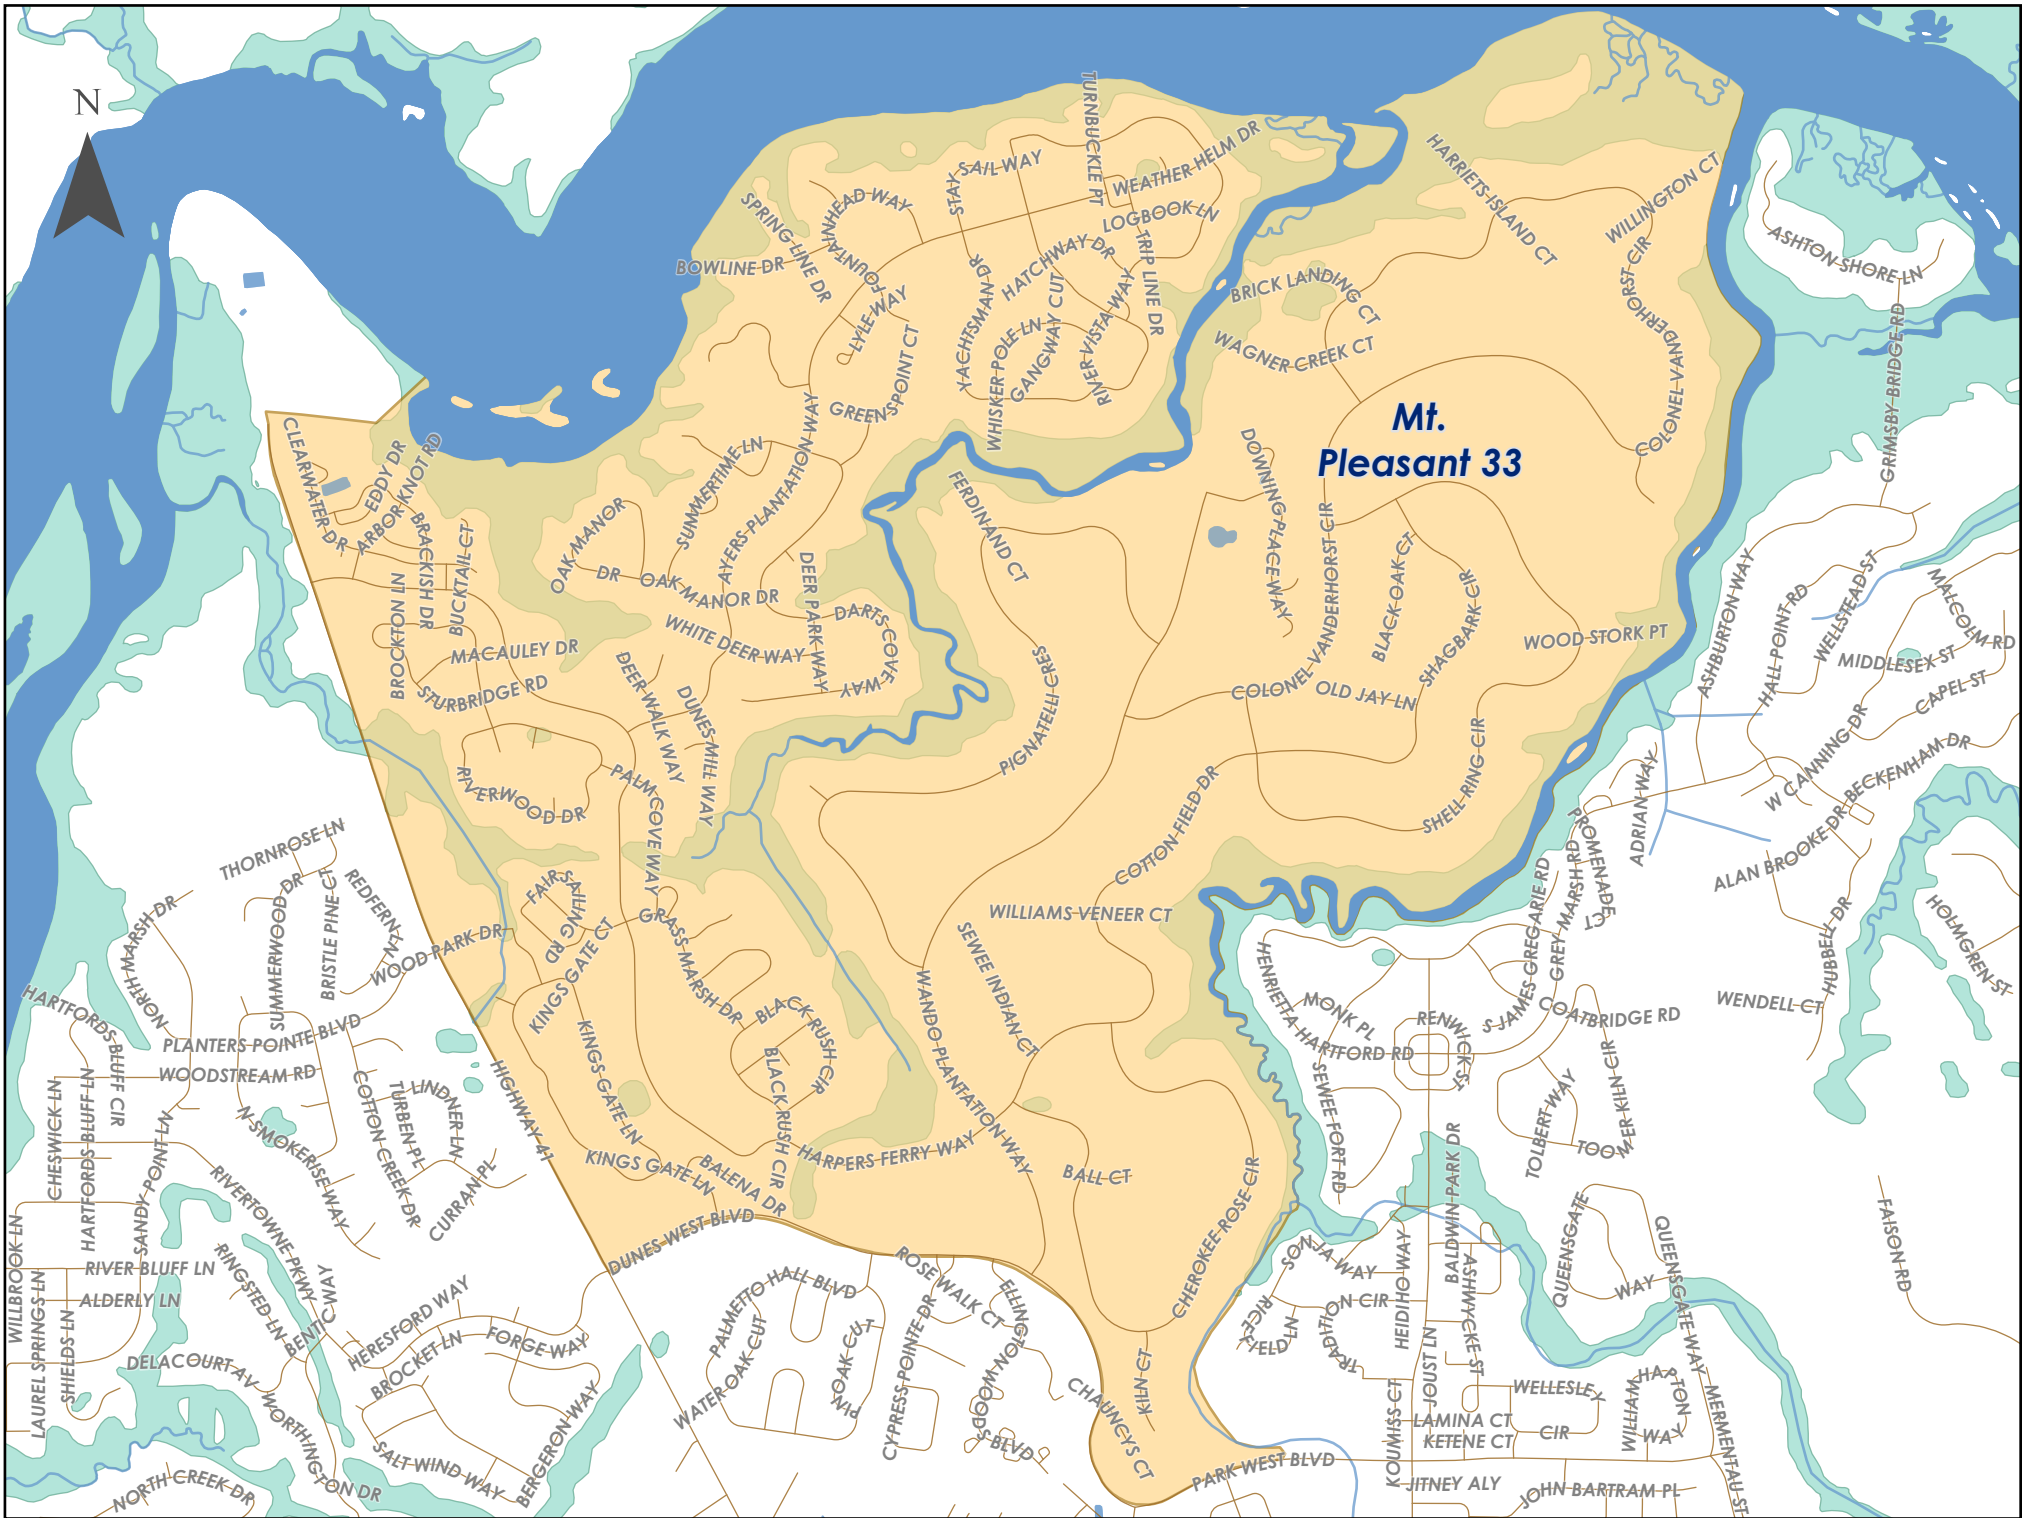 N
TURNBUCKLE PT
SAIL WAY
STAY
WEATHER HELM DR
LOGBOOK LN
HARRIETS ISLAND CT
WILLINGTON CT
ASHTON SHORE LN
SPRING LINE DR
FOUNTAINHEAD WAY
BOWLINE DR
HATCHWAY DR
TRIP LINE DR
YACHTSMAN DR
GANGWAY CUT
RIVER VISTA WAY
WHISKER POLE LN
LYLE WAY
GREENSPOINT CT
BRICK LANDING CT
WAGNER CREEK CT
COLONEL VANDERHORST CIR
GRIMSBY BRIDGE RD
Mt.
Pleasant 33
CLEARWATER DR
EDDY DR
ARBOR KNOT RD
BRACKISH DR
BUCKTAIL CT
BROCKTON LN
SUMMERTIME LN
AYERS PLANTATION WAY
OAK MANOR DR
OAK MANOR DR
DEER PARK WAY
DARTS COVE WAY
WHITE DEER WAY
FERDINAND CT
DOWNING PLACE WAY
COLONEL VANDERHORST CIR
BLACK OAK CT
SHAGBARK CIR
WOOD STORK PT
OLD JAY LN
MACAULEY DR
STURBRIDGE RD
DEER WALK WAY
DUNES MILL WAY
PIGNATELLI CRES
ASHBURTON WAY
HALL POINT RD
WELLSTEAD ST
MALCOLM RD
MIDDLESEX ST
CAPEL ST
W CANNING DR
BECKENHAM DR
RIVERWOOD DR
PALM COVE WAY
COTTON FIELD DR
SHELL RING CIR
ADRIAN WAY
PROMENADE CT
ALAN BROOKE DR
THORNROSE LN
SUMMERWOOD DR
BRISTLE PINE CT
REDFERN LN
NORTH MARSH DR
FAIR SAILING RD
WOOD PARK DR
KINGS GATE CT
GRASS MARSH DR
WILLIAMS VENEER CT
SEWEE INDIAN CT
S JAMES GREGARIE RD
GREY MARSH RD
HUBBELL DR
HOLMGREN ST
HENRIETTA HARTFORD RD
MONK PL
RENWICK ST
COATBRIDGE RD
WENDELL CT
HARTFORDS BLUFF CIR
PLANTERS POINTE BLVD
WOODSTREAM RD
BLACK RUSH CIR
BLACK RUSH CIR
WANDO PLANTATION WAY
CHESWICK LN
HARTFORDS BLUFF LN
SANDY POINT LN
N SMOKERISE WAY
COTTON CREEK DR
TURBEN PL
LINDNER LN
CURRAN PL
HIGHWAY 41
KINGS GATE LN
KINGS GATE LN
BALENA DR
HARPERS FERRY WAY
BALL CT
CHEROKEE ROSE CIR
SEWEE FORT RD
TOLBERT WAY
TOOMER KILN CIR
BALDWIN PARK DR
WILLBROOK LN
RIVERTOWNE PKWY
RIVER BLUFF LN
ALDERLY LN
LAUREL SPRINGS LN
SHIELDS LN
RINGSTED LN
BENTIC WAY
DUNES WEST BLVD
PALMETTO HALL BLVD
ROSE WALK CT
SONJA WAY
HEIDIHO WAY
ASHWYCKE ST
QUEENSGATE WAY
QUEENSGATE WAY
FAISON RD
HERESFORD WAY
BROCKET LN
FORGE WAY
DELACOURT AV
WORTHINGTON DR
WATER OAK CUT
PIN OAK CUT
CYPRESS POINTE DR
ELLINGTON WOODS BLVD
KILN CT
CHAUNCYS CT
RICE FIELD LN
TRADITION CIR
JOUST LN
KOUMISS CT
LAMINA CT
KETENE CT
WELLESLEY CIR
WILLIAM HAPTON WAY
MERMENTAU ST
NORTH CREEK DR
SALT WIND WAY
BERGERON WAY
PARK WEST BLVD
JITNEY ALY
JOHN BARTRAM PL